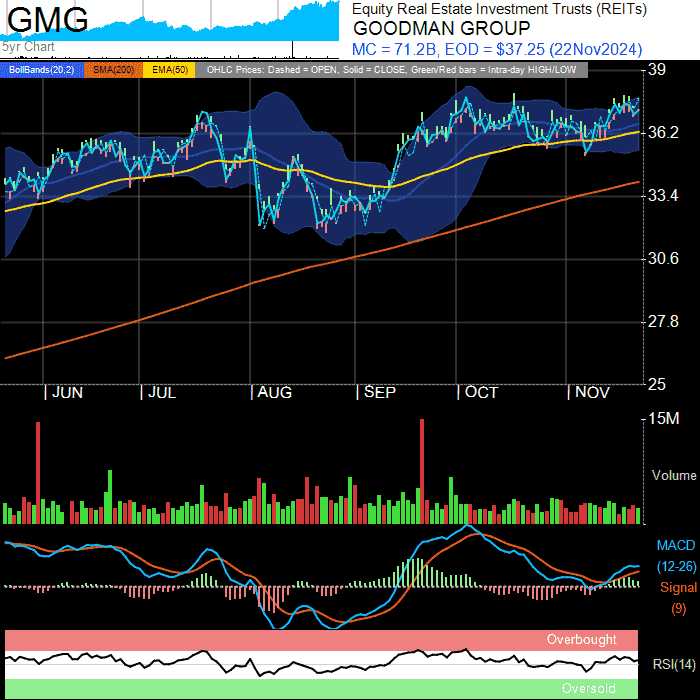 GMG
5yr Chart
Equity Real Estate Investment Trusts (REITs)
GOODMAN GROUP
MC = 71.2B, EOD = $37.25 (22Nov2024)
BollBands(20,2) SMA(200) EMA(50) OHLC Prices: Dashed = OPEN, Solid = CLOSE, Green/Red bars = Intra-day HIGH/LOW
39
36.2
33.4
30.6
27.8
25
JUN JUL AUG SEP OCT NOV
15M
Volume
MACD
(12-26)
Signal
(9)
Overbought
RSI(14)
Oversold